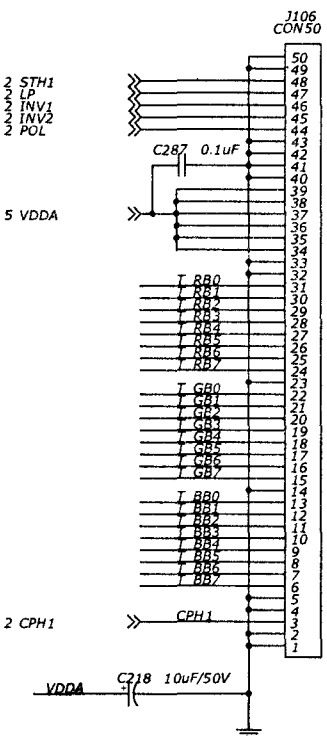 J106
CON50
50
49
2 STH1 48
2 LP 47
2 INV1 46
2 INV2 45
2 POL 44
43
C287 0.1uF 42
41
40
39
38
5 VDDA 37
36
35
34
33
32
T_RB0 31
T_RB1 30
T_RB2 29
T_RB3 28
T_RB4 27
T_RB5 26
T_RB6 25
T_RB7 24
23
T_GB0 22
T_GB1 21
T_GB2 20
T_GB3 19
T_GB4 18
T_GB5 17
T_GB6 16
T_GB7 15
14
T_BB0 13
T_BB1 12
T_BB2 11
T_BB3 10
T_BB4 9
T_BB5 8
T_BB6 7
T_BB7 6
5
4
2 CPH1 CPH1 3
2
1
VDDA C218 10uF/50V
+